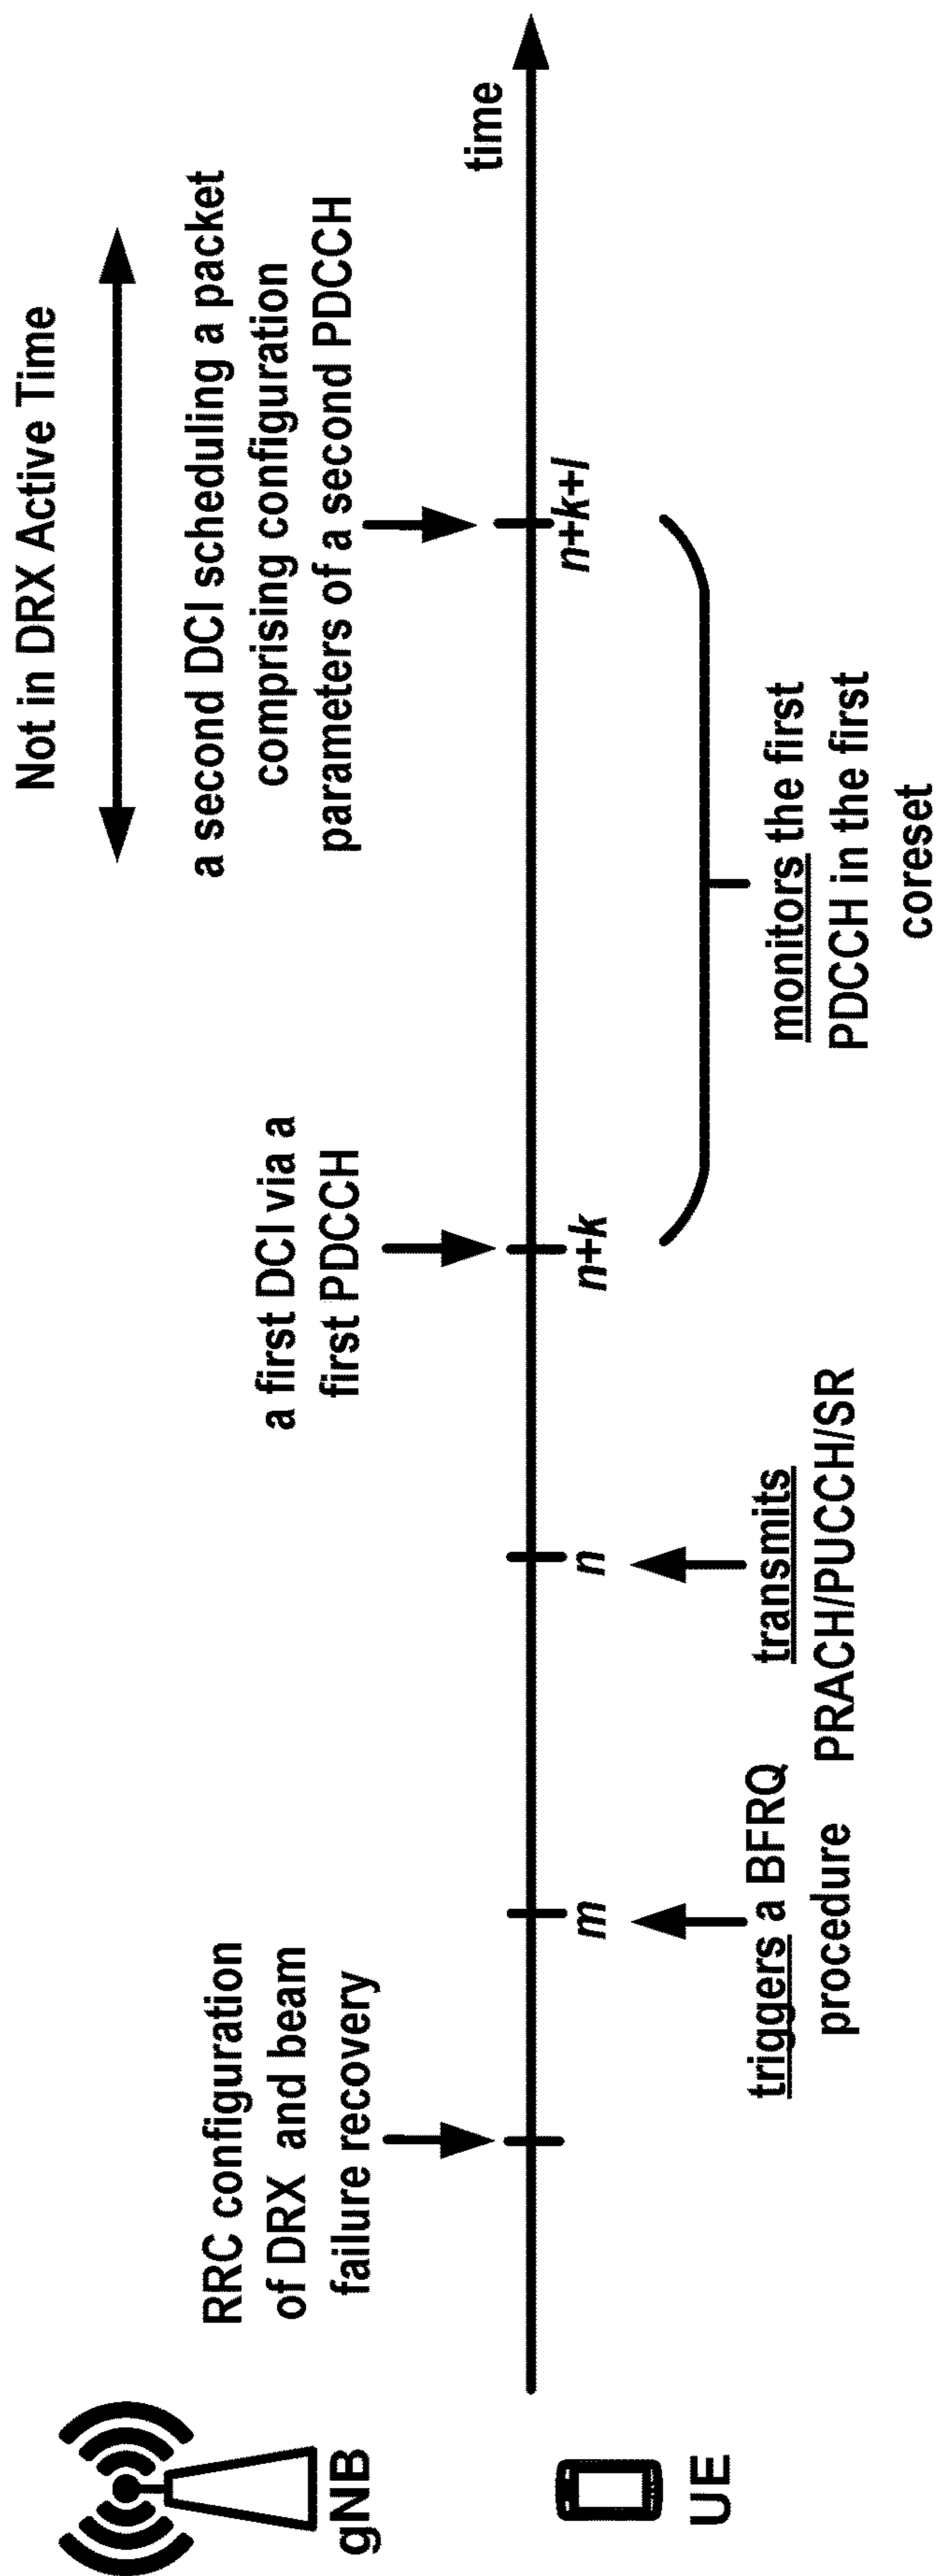 Not in DRX Active Time
RRC configuration
of DRX and beam
failure recovery
a first DCI via a
first PDCCH
a second DCI scheduling a packet
comprising configuration
parameters of a second PDCCH
gNB
time
m
n
n+k
n+k+l
UE
triggers a BFRQ
procedure
transmits
PRACH/PUCCH/SR
monitors the first
PDCCH in the first
coreset